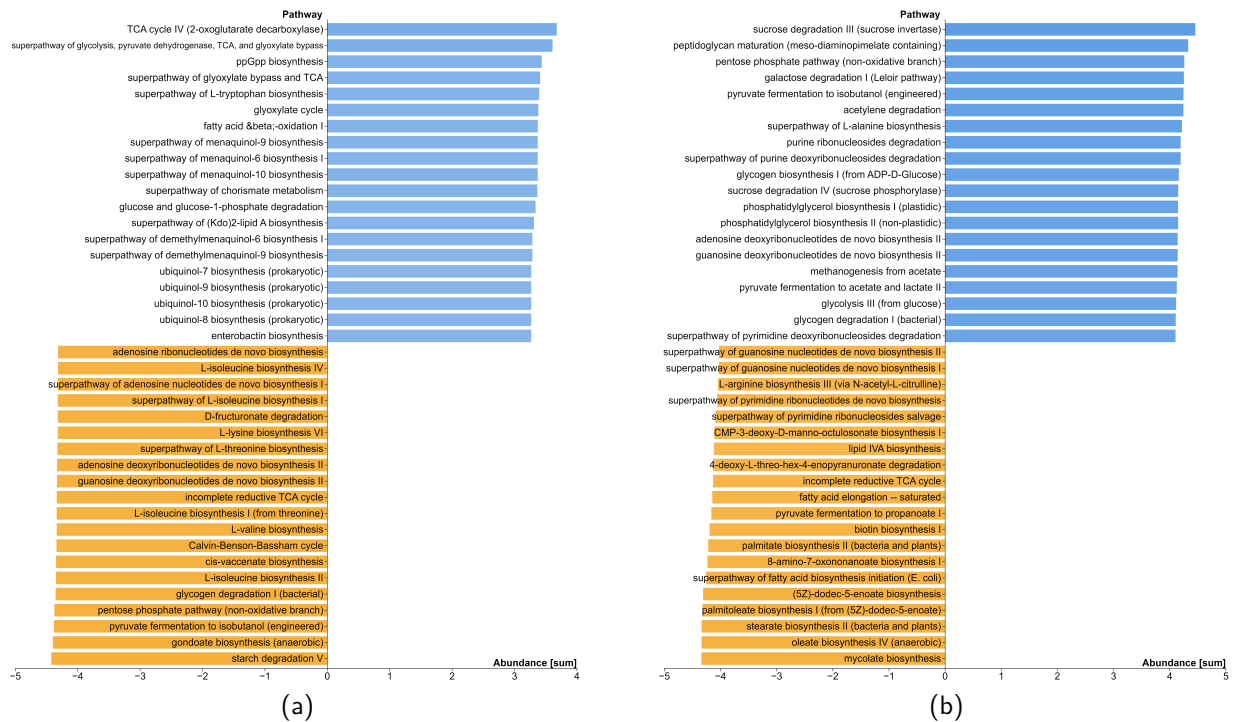 Pathway
TCA cycle IV (2-oxoglutarate decarboxylase)
superpathway of glycolysis, pyruvate dehydrogenase, TCA, and glyoxylate bypass
ppGpp biosynthesis
superpathway of glyoxylate bypass and TCA
superpathway of L-tryptophan biosynthesis
glyoxylate cycle
fatty acid &beta;-oxidation I
superpathway of menaquinol-9 biosynthesis
superpathway of menaquinol-6 biosynthesis I
superpathway of menaquinol-10 biosynthesis
superpathway of chorismate metabolism
glucose and glucose-1-phosphate degradation
superpathway of (Kdo)2-lipid A biosynthesis
superpathway of demethylmenaquinol-6 biosynthesis I
superpathway of demethylmenaquinol-9 biosynthesis
ubiquinol-7 biosynthesis (prokaryotic)
ubiquinol-9 biosynthesis (prokaryotic)
ubiquinol-10 biosynthesis (prokaryotic)
ubiquinol-8 biosynthesis (prokaryotic)
enterobactin biosynthesis
adenosine ribonucleotides de novo biosynthesis
L-isoleucine biosynthesis IV
superpathway of adenosine nucleotides de novo biosynthesis I
superpathway of L-isoleucine biosynthesis I
D-fructuronate degradation
L-lysine biosynthesis VI
superpathway of L-threonine biosynthesis
adenosine deoxyribonucleotides de novo biosynthesis II
guanosine deoxyribonucleotides de novo biosynthesis II
incomplete reductive TCA cycle
L-isoleucine biosynthesis I (from threonine)
L-valine biosynthesis
Calvin-Benson-Bassham cycle
cis-vaccenate biosynthesis
L-isoleucine biosynthesis II
glycogen degradation I (bacterial)
pentose phosphate pathway (non-oxidative branch)
pyruvate fermentation to isobutanol (engineered)
gondoate biosynthesis (anaerobic)
starch degradation V
Abundance [sum]
−5 −4 −3 −2 −1 0 1 2 3 4
(a)
Pathway
sucrose degradation III (sucrose invertase)
peptidoglycan maturation (meso-diaminopimelate containing)
pentose phosphate pathway (non-oxidative branch)
galactose degradation I (Leloir pathway)
pyruvate fermentation to isobutanol (engineered)
acetylene degradation
superpathway of L-alanine biosynthesis
purine ribonucleosides degradation
superpathway of purine deoxyribonucleosides degradation
glycogen biosynthesis I (from ADP-D-Glucose)
sucrose degradation IV (sucrose phosphorylase)
phosphatidylglycerol biosynthesis I (plastidic)
phosphatidylglycerol biosynthesis II (non-plastidic)
adenosine deoxyribonucleotides de novo biosynthesis II
guanosine deoxyribonucleotides de novo biosynthesis II
methanogenesis from acetate
pyruvate fermentation to acetate and lactate II
glycolysis III (from glucose)
glycogen degradation I (bacterial)
superpathway of pyrimidine deoxyribonucleosides degradation
superpathway of guanosine nucleotides de novo biosynthesis II
superpathway of guanosine nucleotides de novo biosynthesis I
L-arginine biosynthesis III (via N-acetyl-L-citrulline)
superpathway of pyrimidine ribonucleotides de novo biosynthesis
superpathway of pyrimidine ribonucleosides salvage
CMP-3-deoxy-D-manno-octulosonate biosynthesis I
lipid IVA biosynthesis
4-deoxy-L-threo-hex-4-enopyranuronate degradation
incomplete reductive TCA cycle
fatty acid elongation -- saturated
pyruvate fermentation to propanoate I
biotin biosynthesis I
palmitate biosynthesis II (bacteria and plants)
8-amino-7-oxononanoate biosynthesis I
superpathway of fatty acid biosynthesis initiation (E. coli)
(5Z)-dodec-5-enoate biosynthesis
palmitoleate biosynthesis I (from (5Z)-dodec-5-enoate)
stearate biosynthesis II (bacteria and plants)
oleate biosynthesis IV (anaerobic)
mycolate biosynthesis
Abundance [sum]
−5 −4 −3 −2 −1 0 1 2 3 4 5
(b)